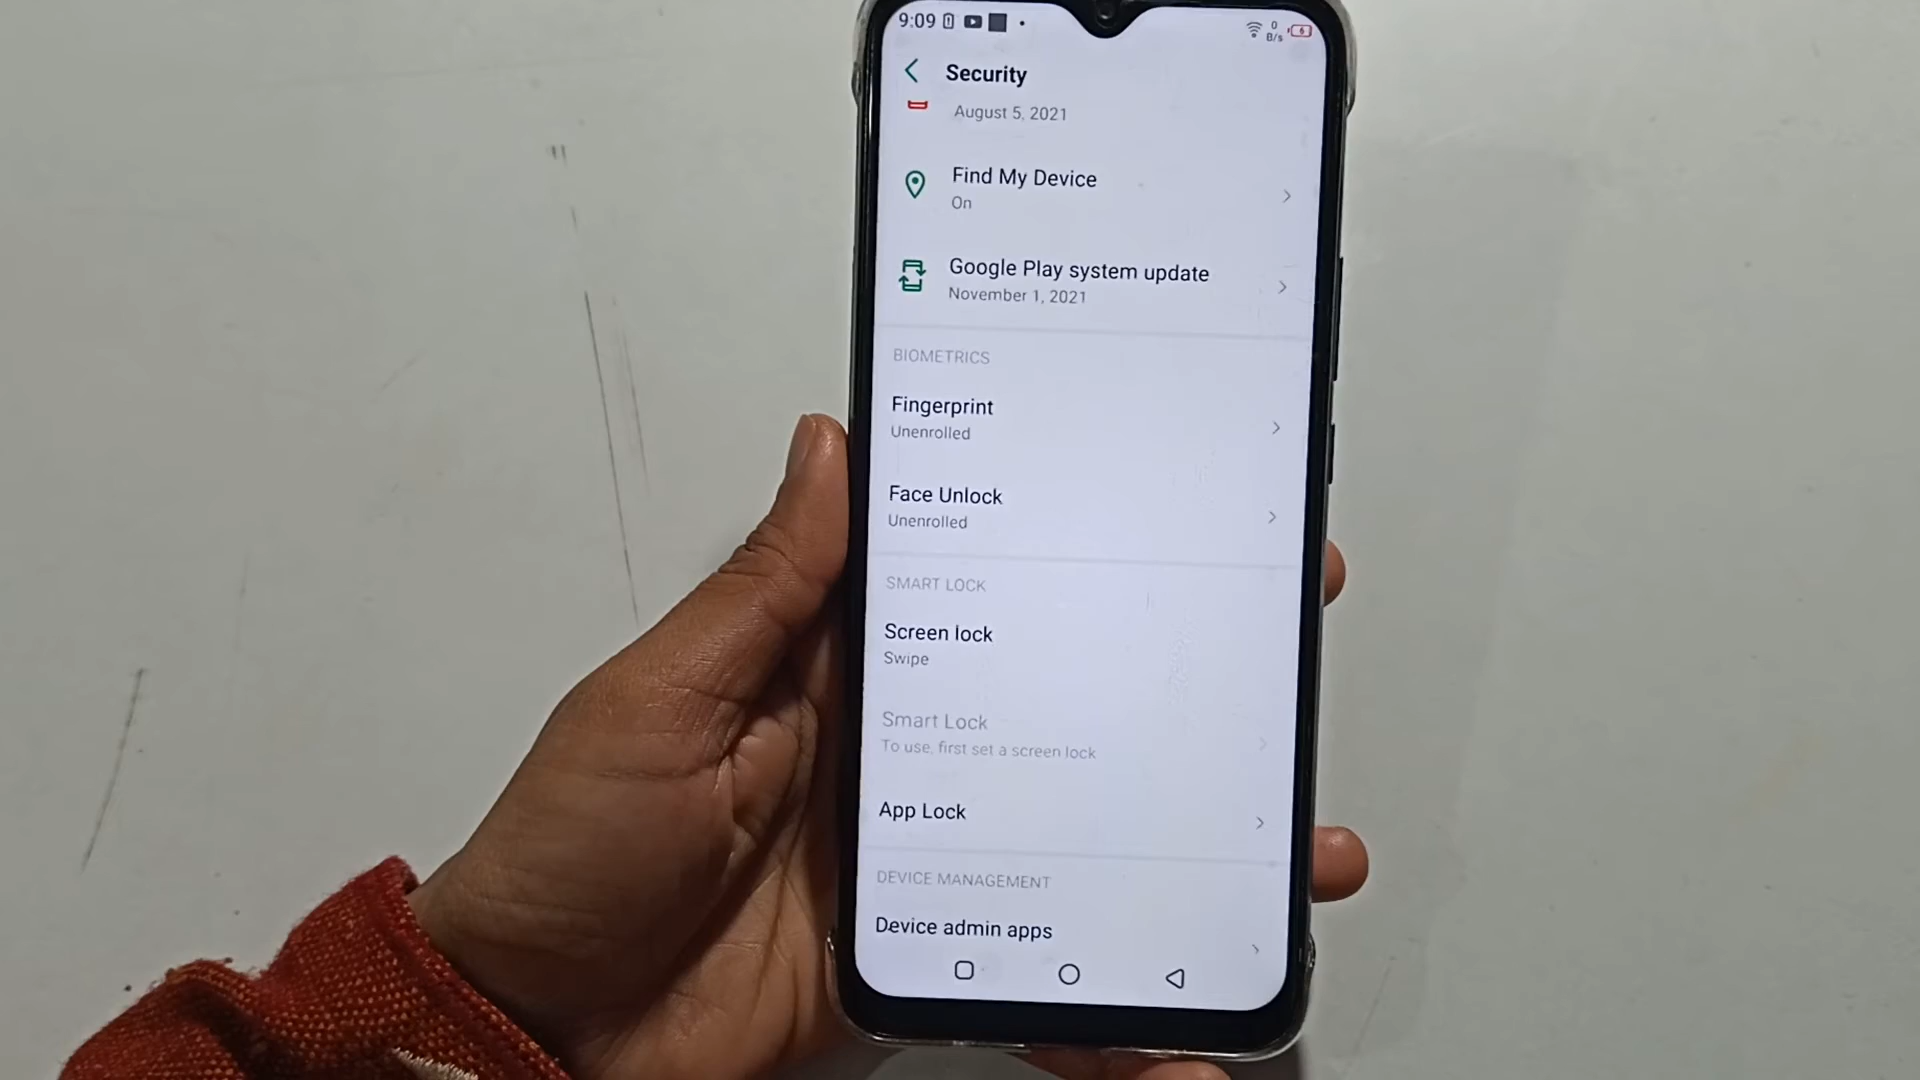 9:09
0
B/s
6
Security
August 5, 2021
Find My Device
On
Google Play system update
November 1, 2021
BIOMETRICS
Fingerprint
Unenrolled
Face Unlock
Unenrolled
SMART LOCK
Screen lock
Swipe
Smart Lock
To use, first set a screen lock
App Lock
DEVICE MANAGEMENT
Device admin apps